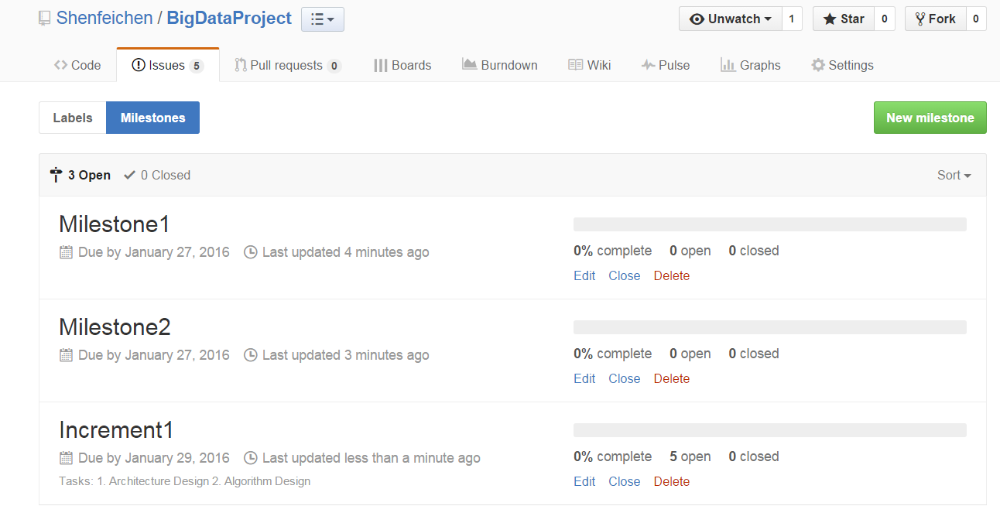 Shenfeichen / BigDataProject Unwatch 1 Star 0 Fork 0
Code Issues 5 Pull requests 0 Boards Burndown Wiki Pulse Graphs Settings
Labels Milestones New milestone
3 Open 0 Closed Sort
Milestone1
Due by January 27, 2016 Last updated 4 minutes ago
0% complete 0 open 0 closed
Edit Close Delete
Milestone2
Due by January 27, 2016 Last updated 3 minutes ago
0% complete 0 open 0 closed
Edit Close Delete
Increment1
Due by January 29, 2016 Last updated less than a minute ago
Tasks: 1. Architecture Design 2. Algorithm Design
0% complete 5 open 0 closed
Edit Close Delete